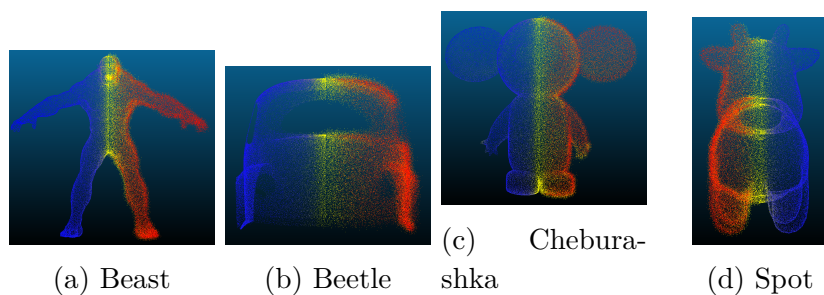 (a) Beast
(b) Beetle
(c) Chebura-
shka
(d) Spot